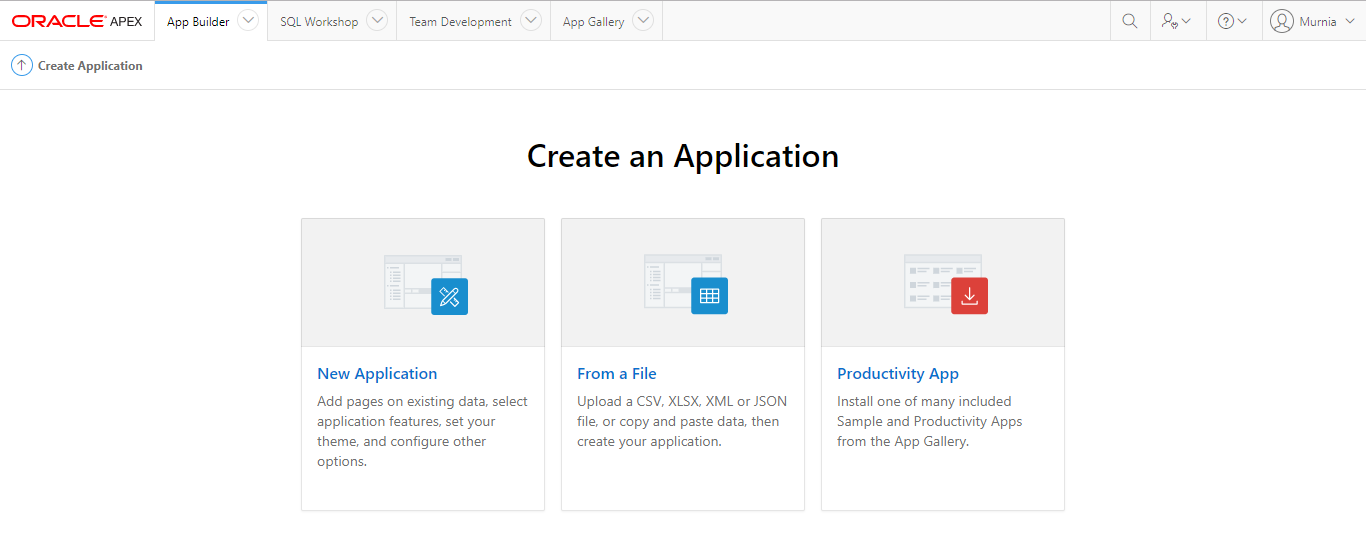 ORACLE APEX App Builder SQL Workshop Team Development App Gallery Murnia
Create Application
Create an Application
New Application
Add pages on existing data, select
application features, set your
theme, and configure other
options.
From a File
Upload a CSV, XLSX, XML or JSON
file, or copy and paste data, then
create your application.
Productivity App
Install one of many included
Sample and Productivity Apps
from the App Gallery.